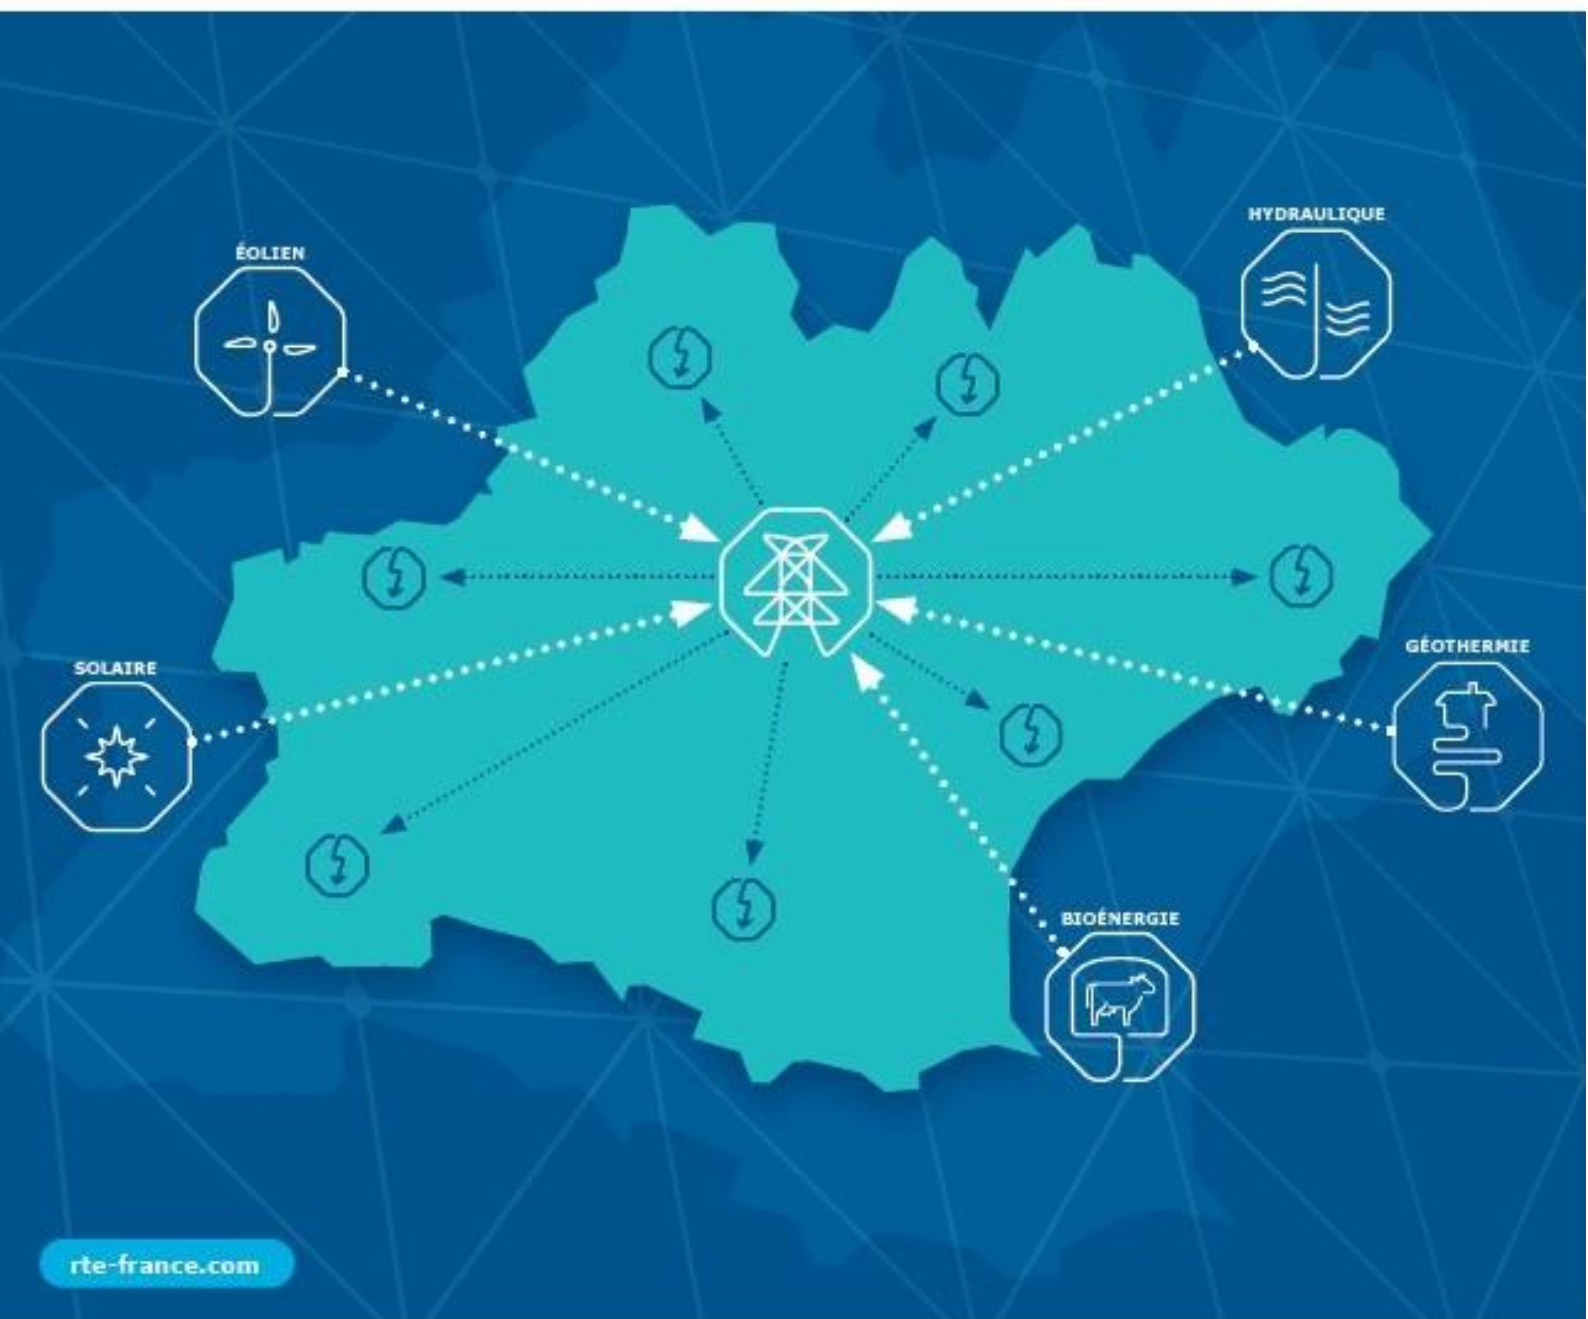 HYDRAULIQUE
ÉOLIEN
GÉOTHERMIE
SOLAIRE
BIOÉNERGIE
rte-france.com